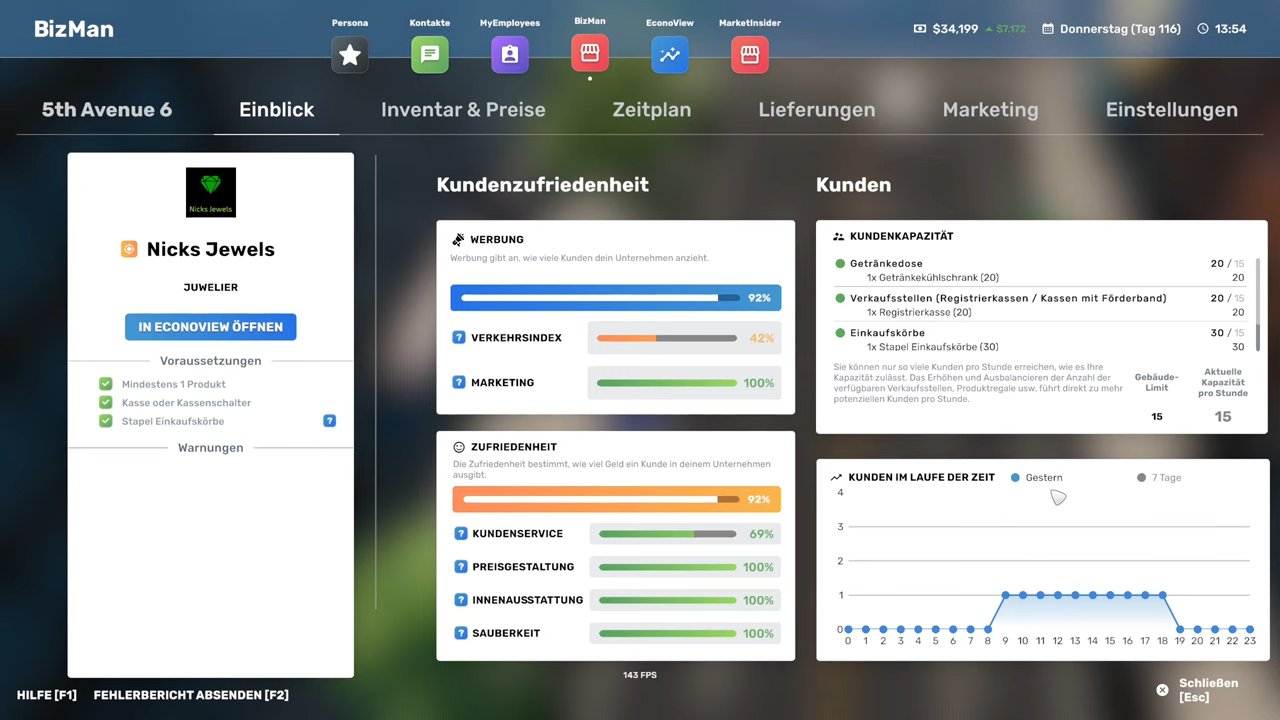 BizMan
Persona
Kontakte
MyEmployees
BizMan
EconoView
MarketInsider
$34,199 $7,172 Donnerstag (Tag 116) 13:54
5th Avenue 6 Einblick Inventar & Preise Zeitplan Lieferungen Marketing Einstellungen
Nicks Jewels
Nicks Jewels
JUWELIER
IN ECONOVIEW ÖFFNEN
Voraussetzungen
Mindestens 1 Produkt
Kasse oder Kassenschalter
Stapel Einkaufskörbe ?
Warnungen
Kundenzufriedenheit
WERBUNG
Werbung gibt an, wie viele Kunden dein Unternehmen anzieht.
92%
? VERKEHRSINDEX 42%
? MARKETING 100%
ZUFRIEDENHEIT
Die Zufriedenheit bestimmt, wie viel Geld ein Kunde in deinem Unternehmen
ausgibt.
92%
? KUNDENSERVICE 69%
? PREISGESTALTUNG 100%
? INNENAUSSTATTUNG 100%
? SAUBERKEIT 100%
Kunden
KUNDENKAPAZITÄT
Getränkedose 20 / 15
1x Getränkekühlschrank (20) 20
Verkaufsstellen (Registrierkassen / Kassen mit Förderband) 20 / 15
1x Registrierkasse (20) 20
Einkaufskörbe 30 / 15
1x Stapel Einkaufskörbe (30) 30
Sie können nur so viele Kunden pro Stunde erreichen, wie es Ihre
Kapazität zulässt. Das Erhöhen und Ausbalancieren der Anzahl der
verfügbaren Verkaufsstellen, Produktregale usw. führt direkt zu mehr
potenziellen Kunden pro Stunde.
Gebäude-
Limit
15
Aktuelle
Kapazität
pro Stunde
15
KUNDEN IM LAUFE DER ZEIT Gestern 7 Tage
4
3
2
1
0
0 1 2 3 4 5 6 7 8 9 10 11 12 13 14 15 16 17 18 19 20 21 22 23
143 FPS
HILFE [F1] FEHLERBERICHT ABSENDEN [F2]
Schließen
[Esc]